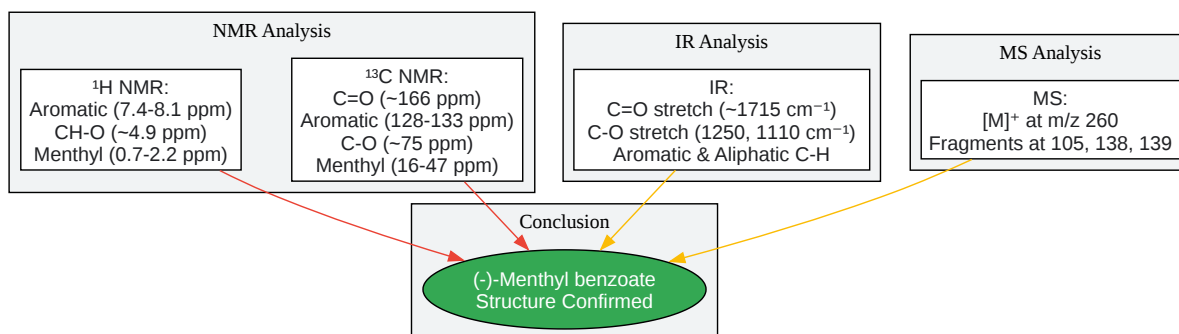 NMR Analysis
¹H NMR:
Aromatic (7.4-8.1 ppm)
CH-O (~4.9 ppm)
Menthyl (0.7-2.2 ppm)
¹³C NMR:
C=O (~166 ppm)
Aromatic (128-133 ppm)
C-O (~75 ppm)
Menthyl (16-47 ppm)
IR Analysis
IR:
C=O stretch (~1715 cm⁻¹)
C-O stretch (1250, 1110 cm⁻¹)
Aromatic & Aliphatic C-H
MS Analysis
MS:
[M]⁺ at m/z 260
Fragments at 105, 138, 139
Conclusion
(-)-Menthyl benzoate
Structure Confirmed